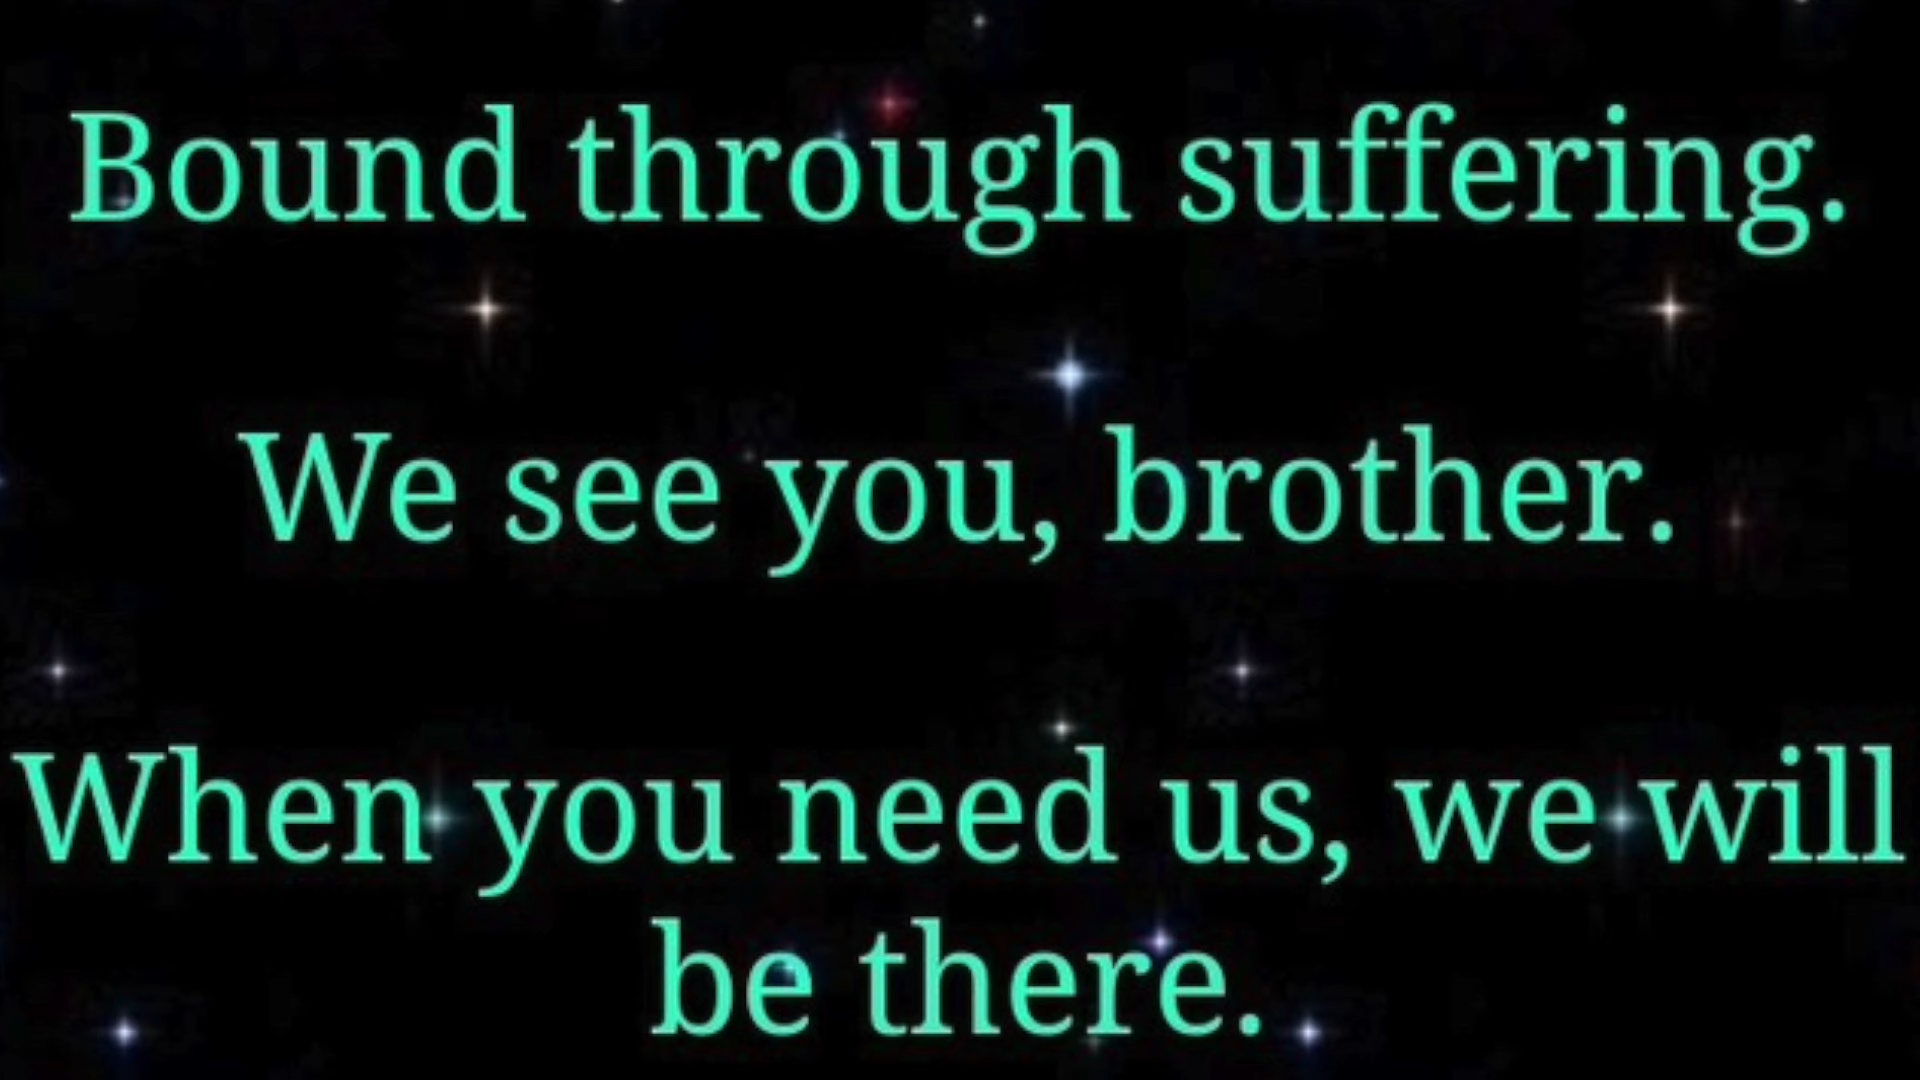 Bound through suffering.
We see you, brother.
When you need us, we will
be there.